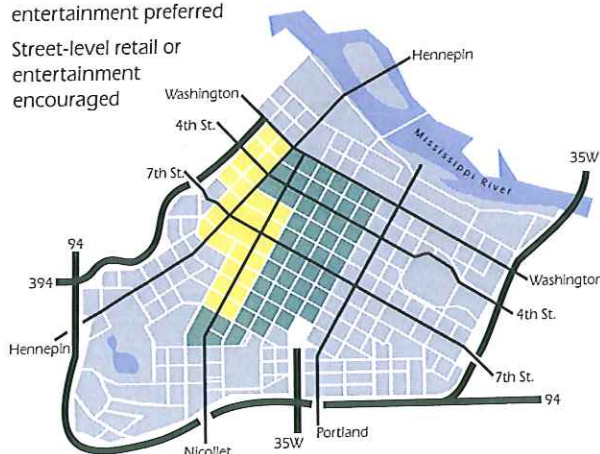 entertainment preferred
Street-level retail or
entertainment
encouraged
Hennepin
Washington
4th St.
7th St.
Mississippi River
35W
94
394
Washington
4th St.
Hennepin
7th St.
94
Nicollet
35W
Portland